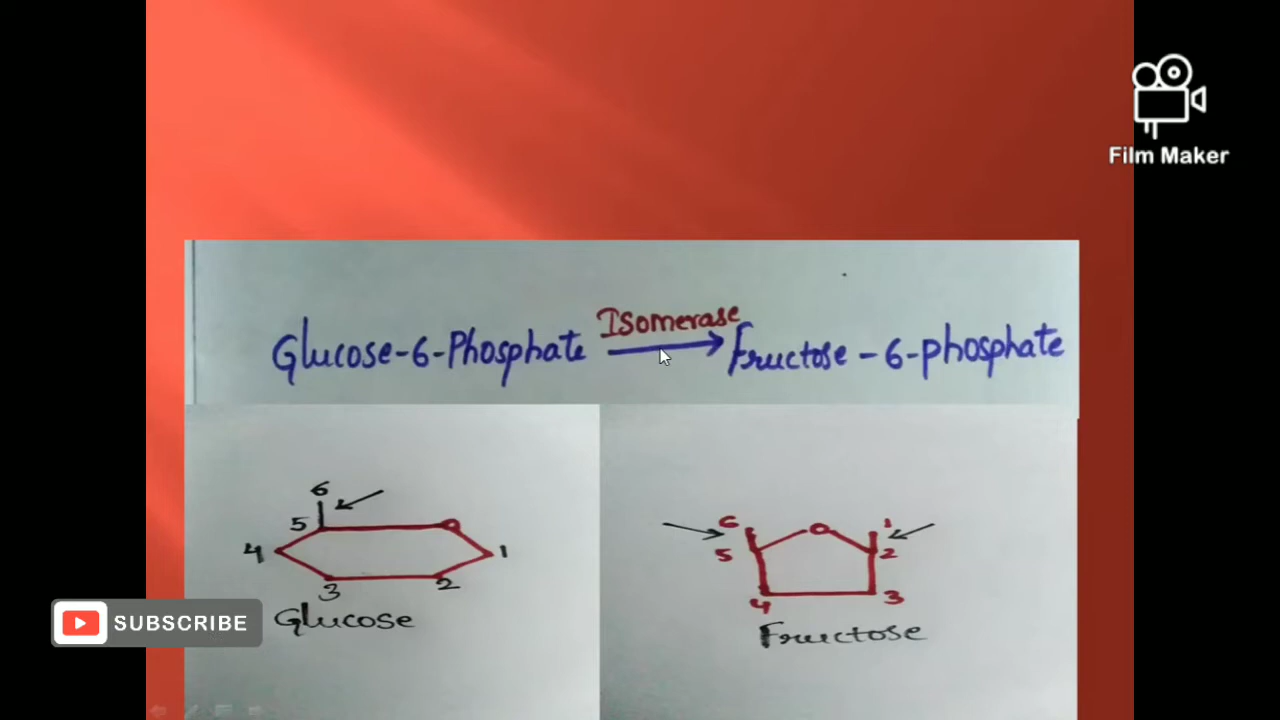 Film Maker
Isomerase
Glucose-6-Phosphate Fructose-6-phosphate
6
5
4
3
2
1
Glucose
6
5
4
3
2
1
Fructose
SUBSCRIBE